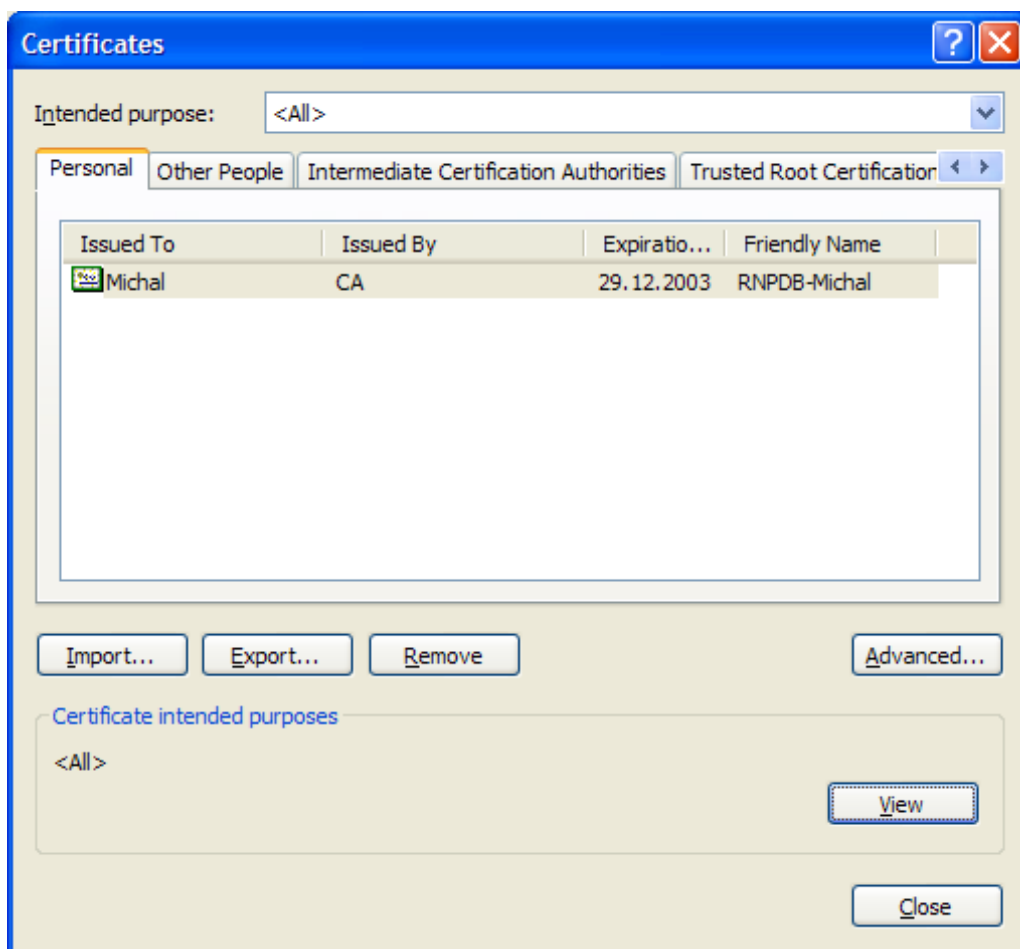 Certificates
Intended purpose: <All>
Personal Other People Intermediate Certification Authorities Trusted Root Certification
Issued To Issued By Expiratio... Friendly Name
Michal CA 29.12.2003 RNPDB-Michal
Import... Export... Remove Advanced...
Certificate intended purposes
<All>
View
Close